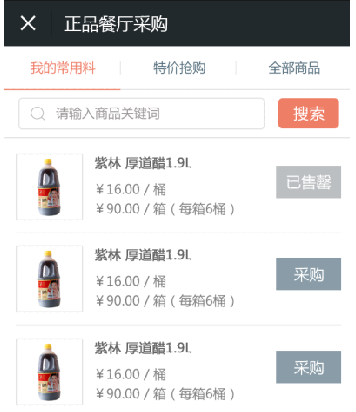 正品餐厅采购
我的常用料 特价抢购 全部商品
请输入商品关键词 搜索
紫林 厚道醋1.9L
¥16.00 / 桶
¥90.00 / 箱（每箱6桶）
已售罄
紫林 厚道醋1.9L
¥16.00 / 桶
¥90.00 / 箱（每箱6桶）
采购
紫林 厚道醋1.9L
¥16.00 / 桶
¥90.00 / 箱（每箱6桶）
采购